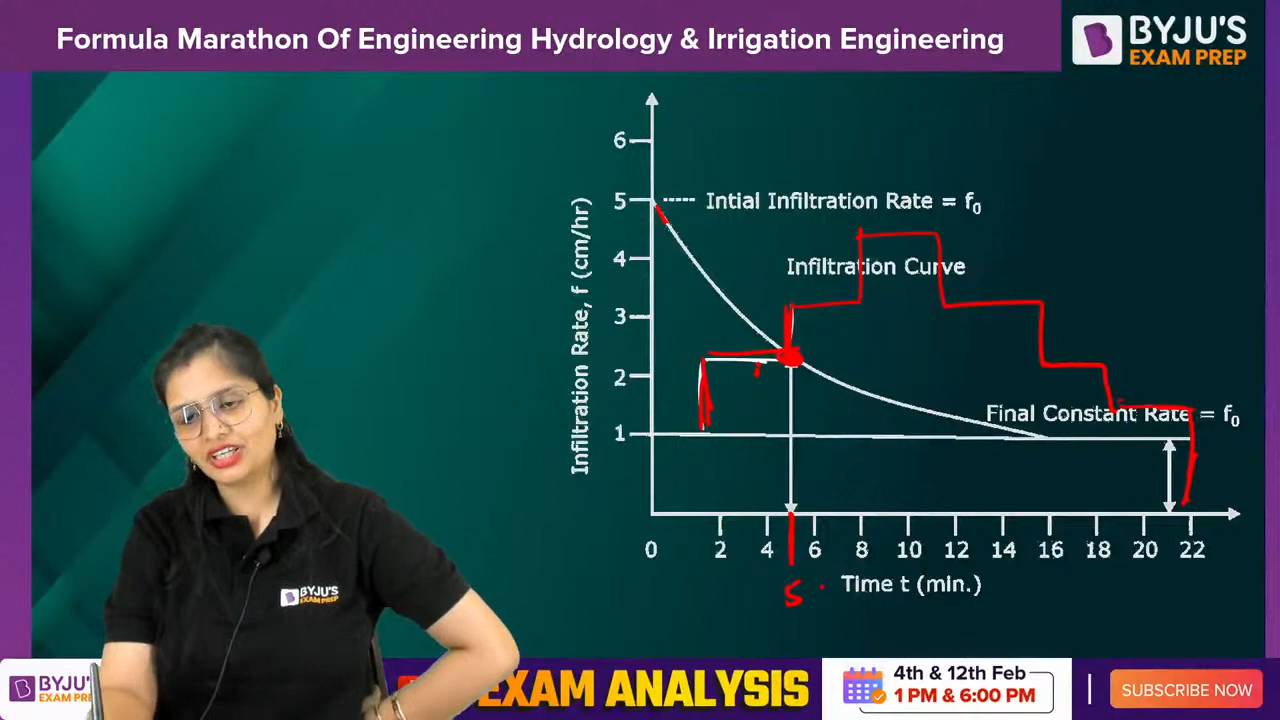 Formula Marathon Of Engineering Hydrology & Irrigation Engineering
BYJU'S
EXAM PREP
6
5
Intial Infiltration Rate = f₀
4
Infiltration Curve
3
2
Final Constant Rate = f₀
1
Infiltration Rate, f (cm/hr)
0 2 4 6 8 10 12 14 16 18 20 22
5
Time t (min.)
BYJU'S
EXAM PREP
BYJU'S
EXAM PRE
EXAM ANALYSIS
4th & 12th Feb
1 PM & 6:00 PM
SUBSCRIBE NOW